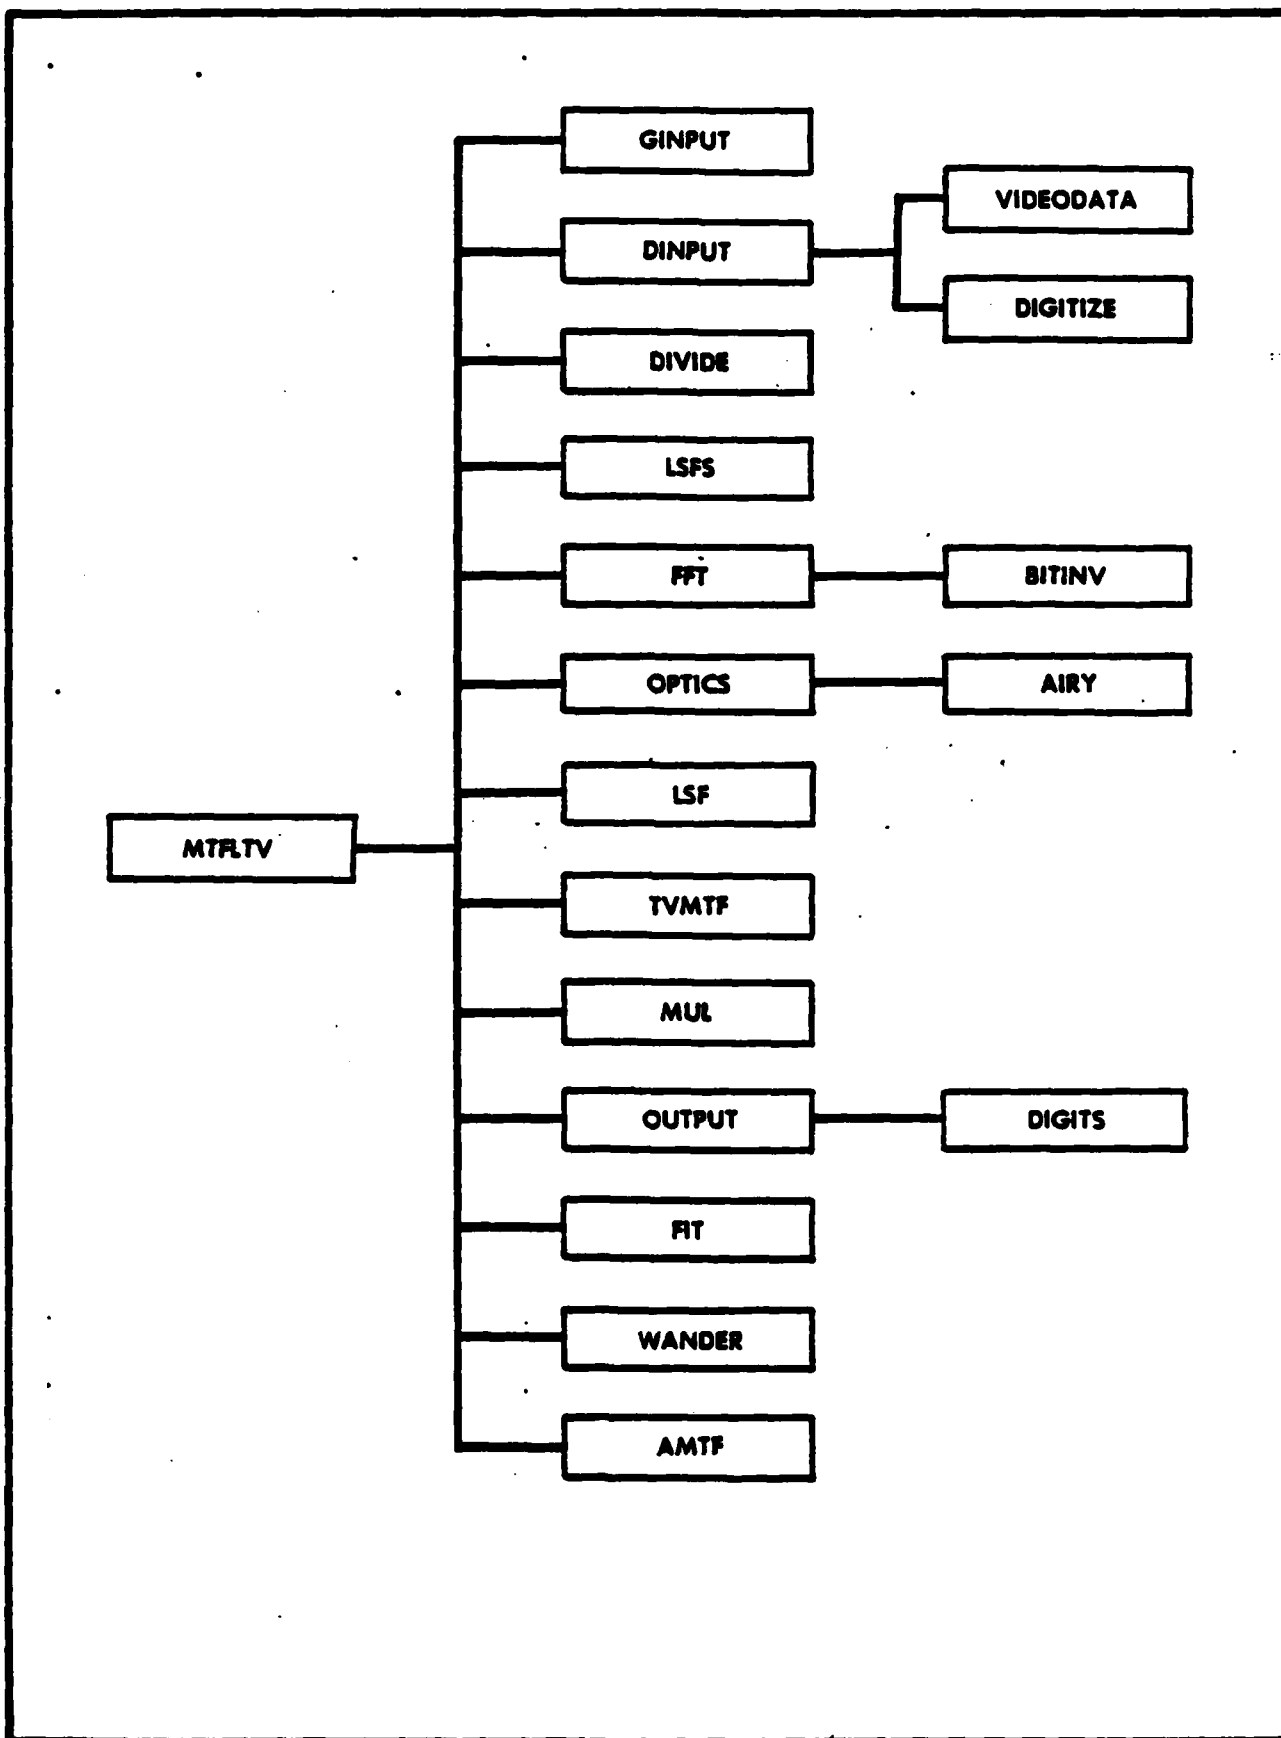 GINPUT
VIDEODATA
DINPUT
DIGITIZE
DIVIDE
LSFS
FFT
BITINV
OPTICS
AIRY
LSF
MTFLTV
TVMTF
MUL
OUTPUT
DIGITS
FIT
WANDER
AMTF